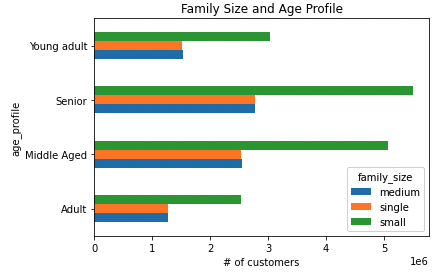 Family Size and Age Profile
Young adult
Senior
Middle Aged
Adult
age_profile
family_size
medium
single
small
0
1
2
3
4
5
1e6
# of customers